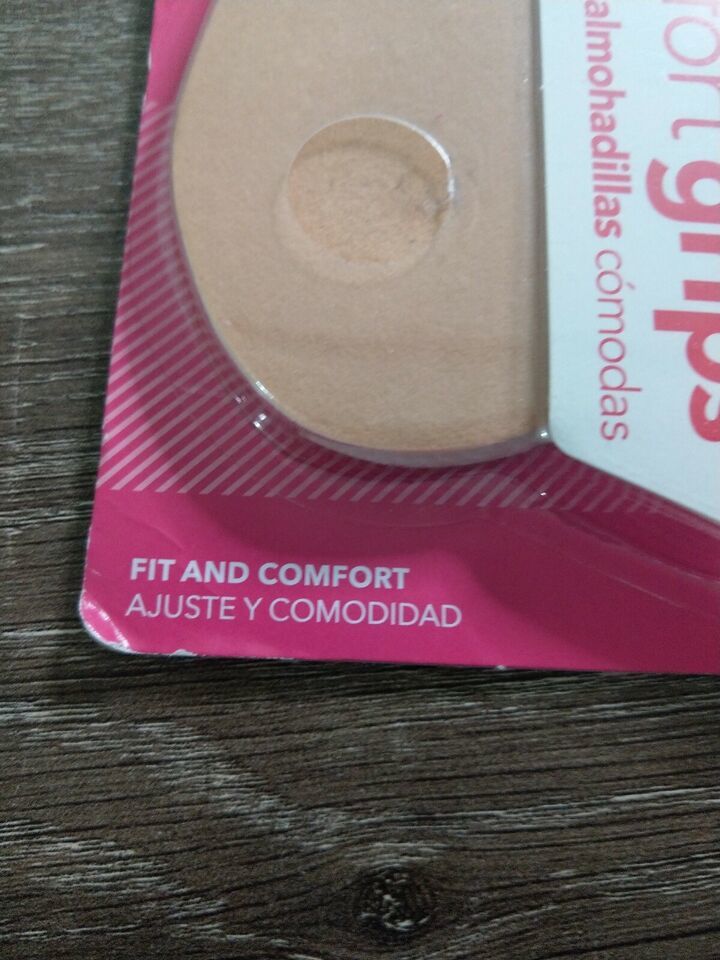 grips
almohadillas cómodas
FIT AND COMFORT
AJUSTE Y COMODIDAD